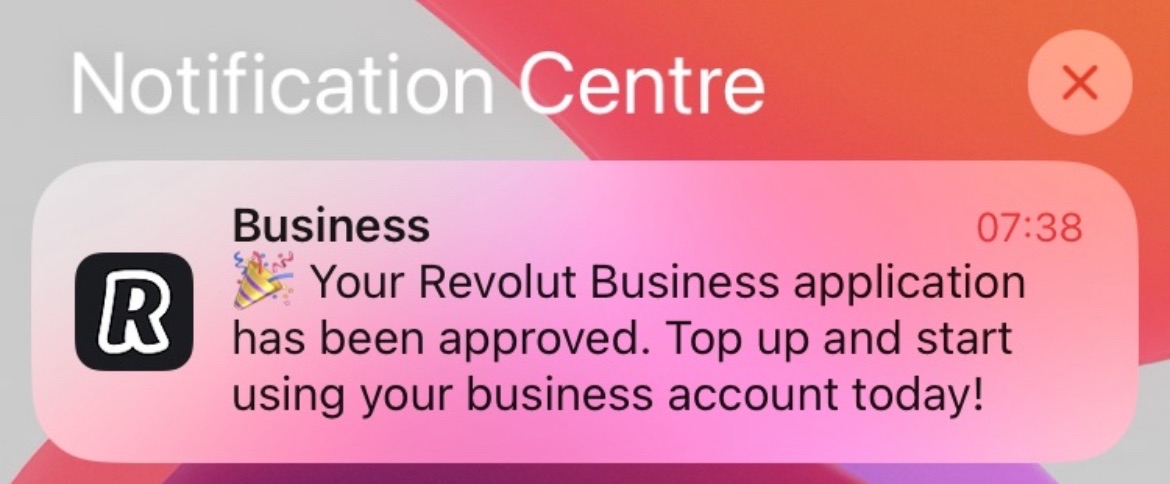 Notification Centre
Business
07:38
🎉 Your Revolut Business application
has been approved. Top up and start
using your business account today!
R